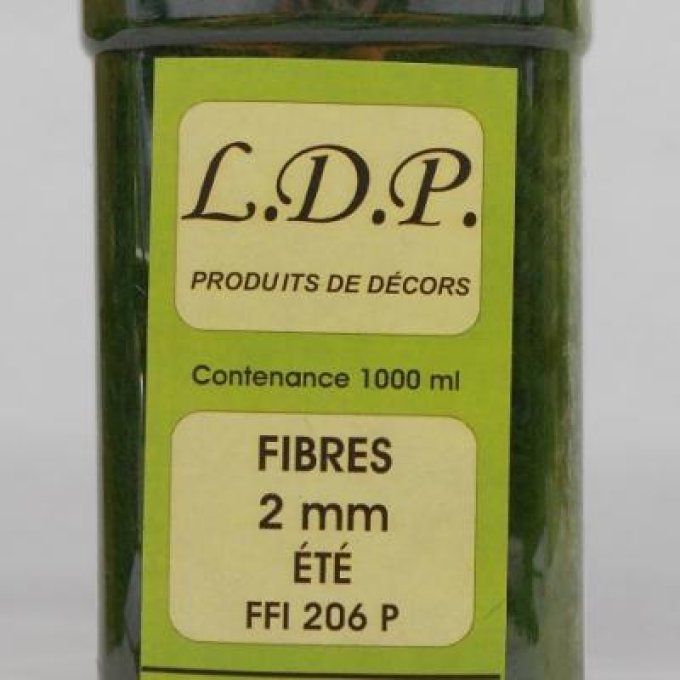 L.D.P.
PRODUITS DE DÉCORS
Contenance 1000 ml
FIBRES
2 mm
ÉTÉ
FFI 206 P